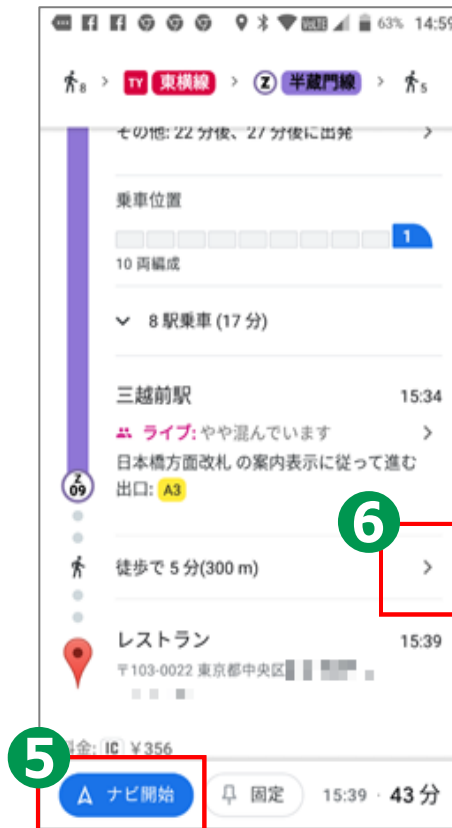 63% 14:59
8 > TY 東横線 > Z 半蔵門線 > 5
その他: 22 分後、27 分後に出発
乗車位置
1
10 両編成
8 駅乗車 (17 分)
三越前駅 15:34
ライブ: やや混んでいます
日本橋方面改札 の案内表示に従って進む
Z 09 出口: A3
6
徒歩で 5 分(300 m)
レストラン 15:39
〒103-0022 東京都中央区
5
料金: IC ¥356
ナビ開始 固定 15:39 · 43 分